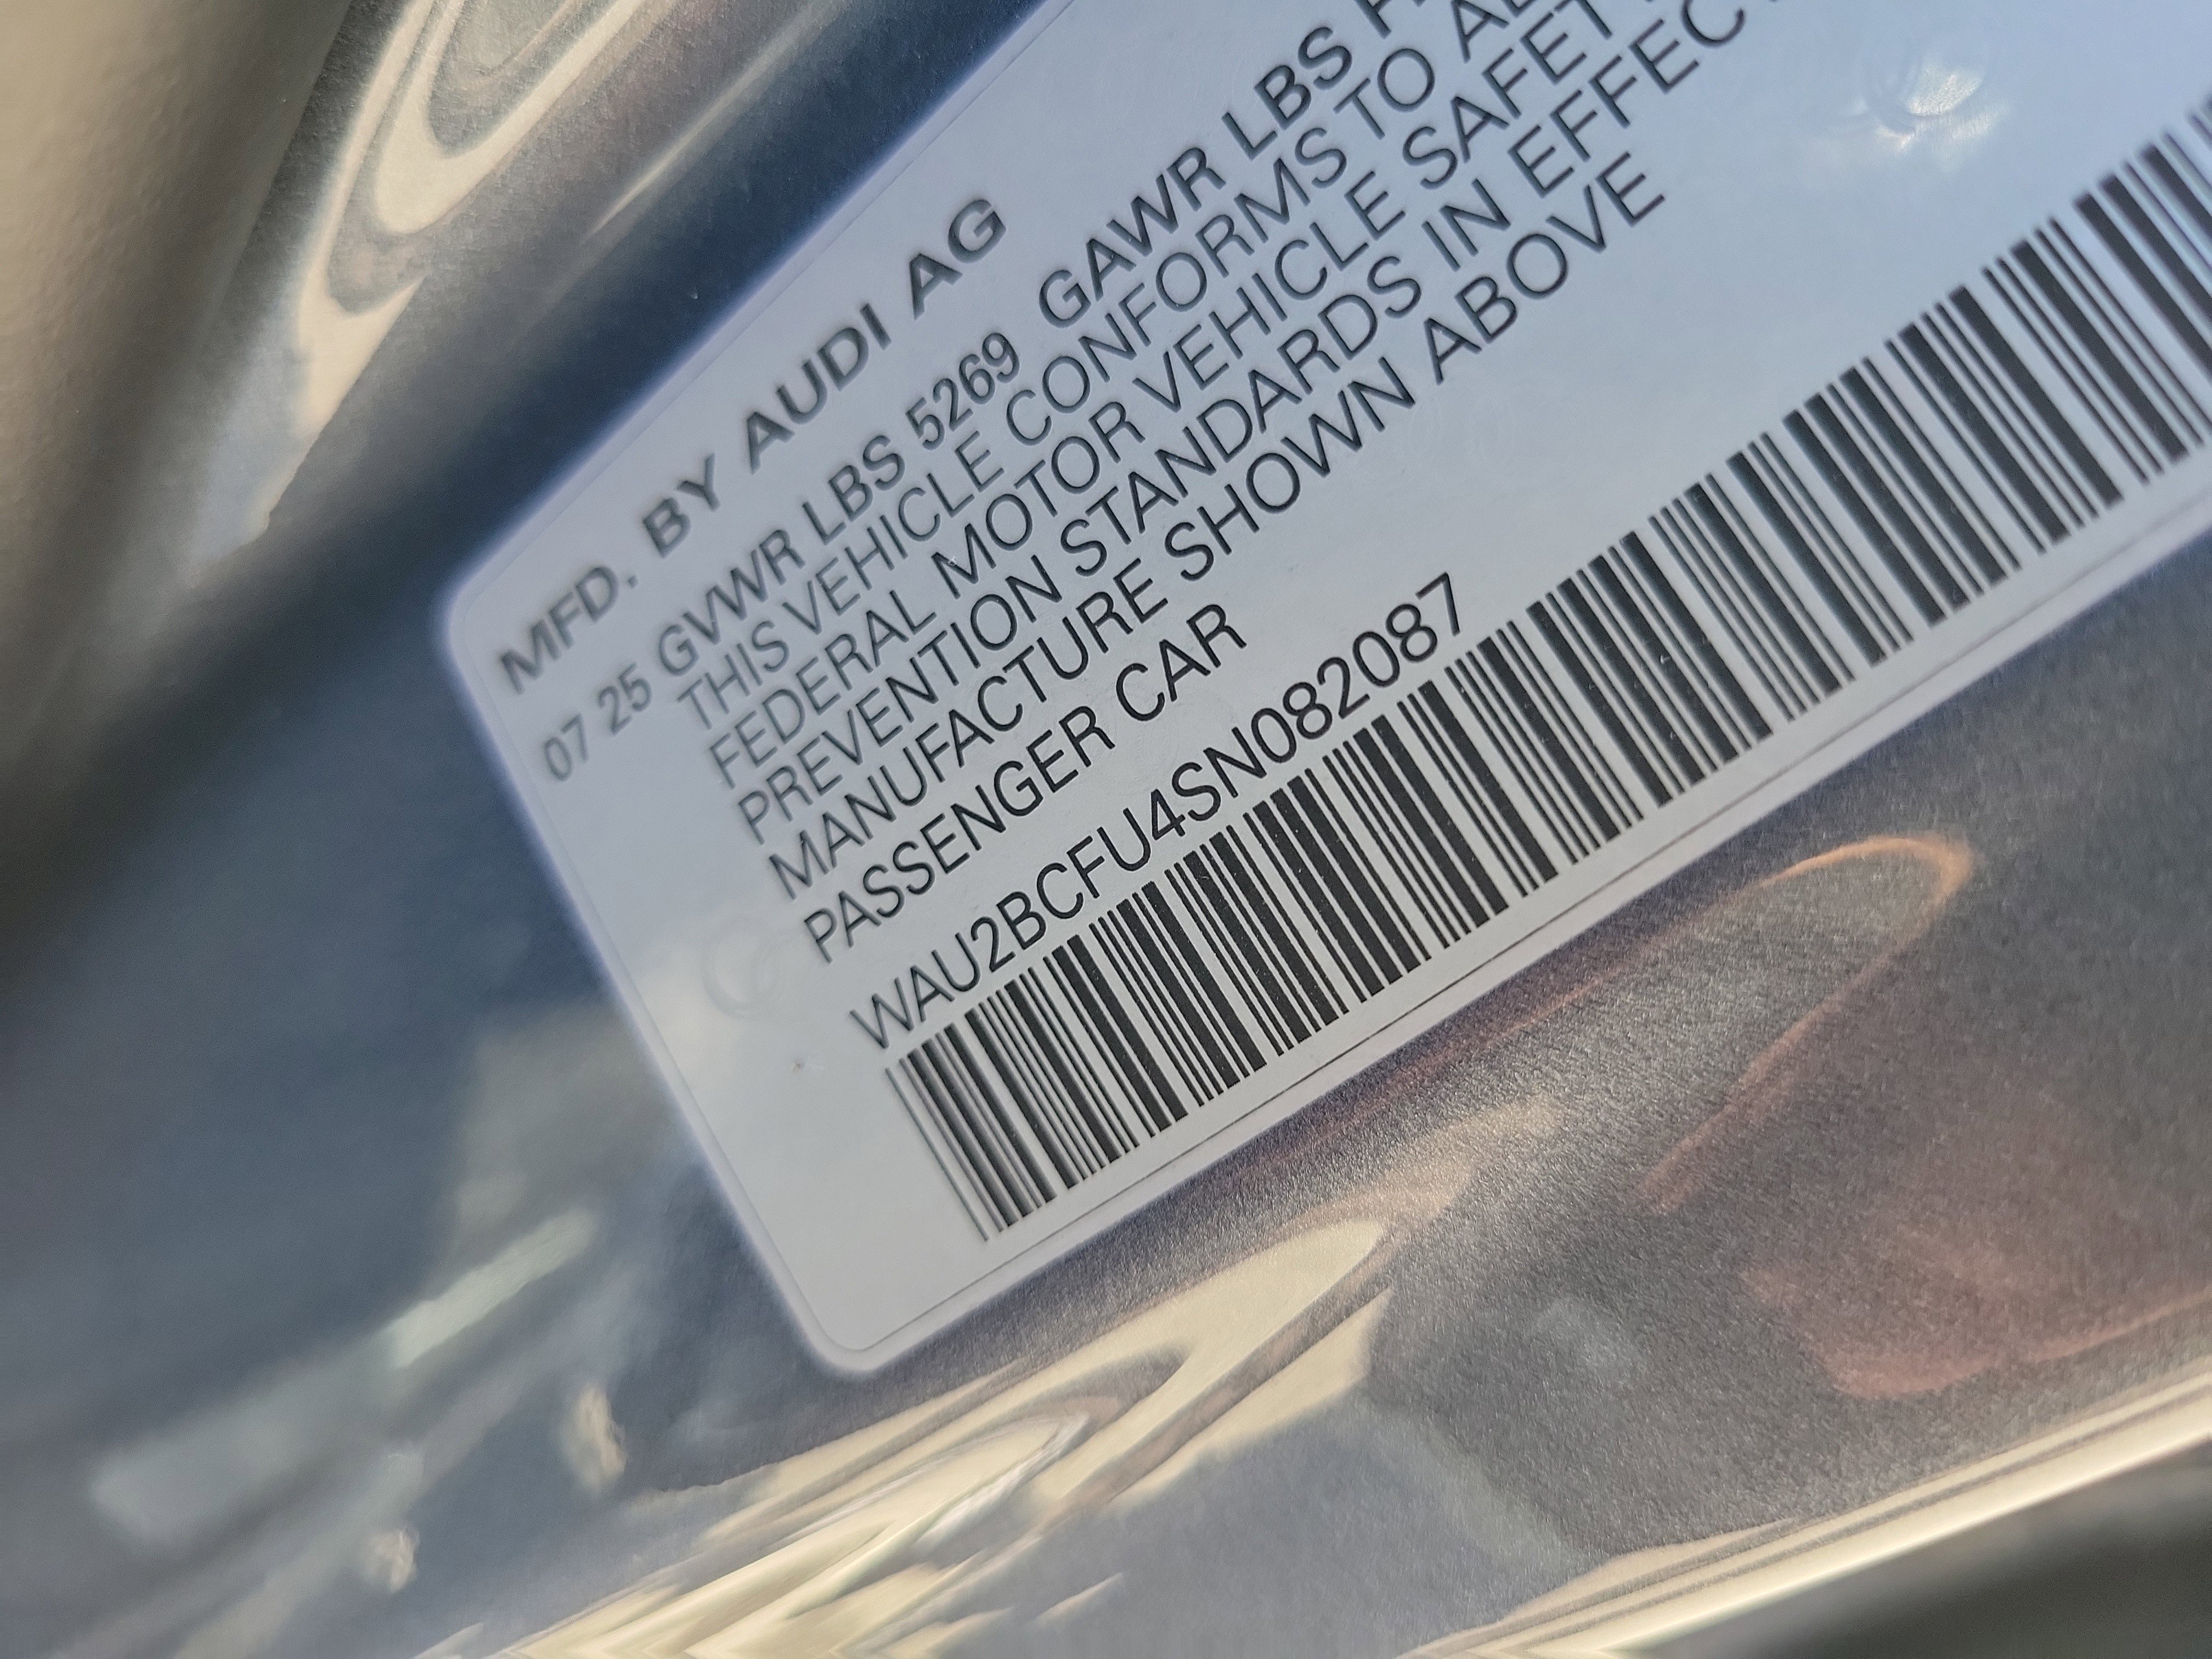 MFD. BY AUDI AG
07 25 GVWR LBS 5269 GAWR LBS
THIS VEHICLE CONFORMS TO
FEDERAL MOTOR VEHICLE
PREVENTION STANDARDS IN
MANUFACTURE SHOWN ABOVE
PASSENGER CAR
WAU2BCFU4SN082087